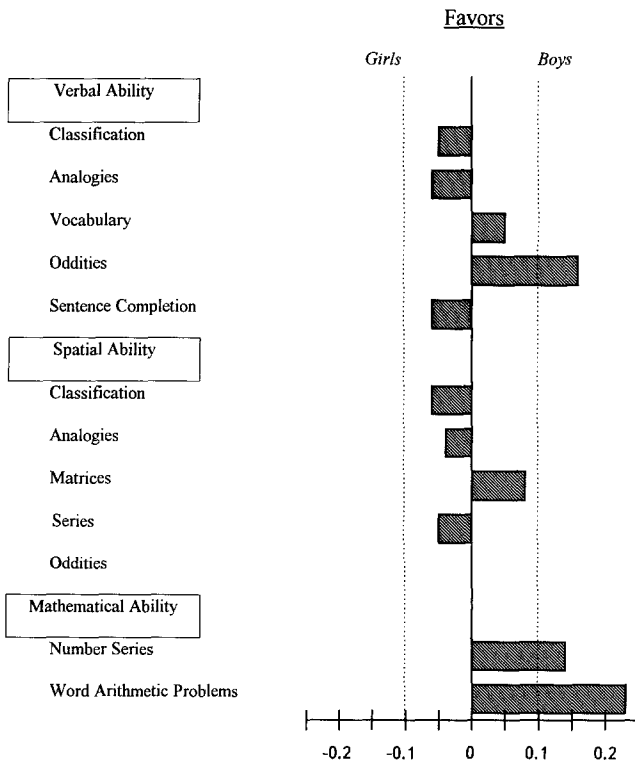 Favors
Girls Boys
Verbal Ability
Classification
Analogies
Vocabulary
Oddities
Sentence Completion
Spatial Ability
Classification
Analogies
Matrices
Series
Oddities
Mathematical Ability
Number Series
Word Arithmetic Problems
-0.2 -0.1 0 0.1 0.2